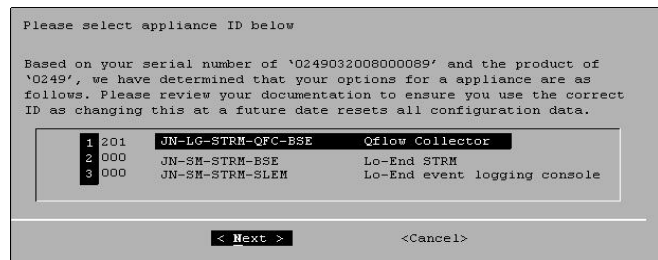 Please select appliance ID below
Based on your serial number of ‘0249032008000089’ and the product of
‘0249’, we have determined that your options for a appliance are as
follows. Please review your documentation to ensure you use the correct
ID as changing this at a future date resets all configuration data.
1 201 JN-LG-STRM-QFC-BSE Qflow Collector
2 000 JN-SM-STRM-BSE Lo-End STRM
3 000 JN-SM-STRM-SLEM Lo-End event logging console
< Next > <Cancel>